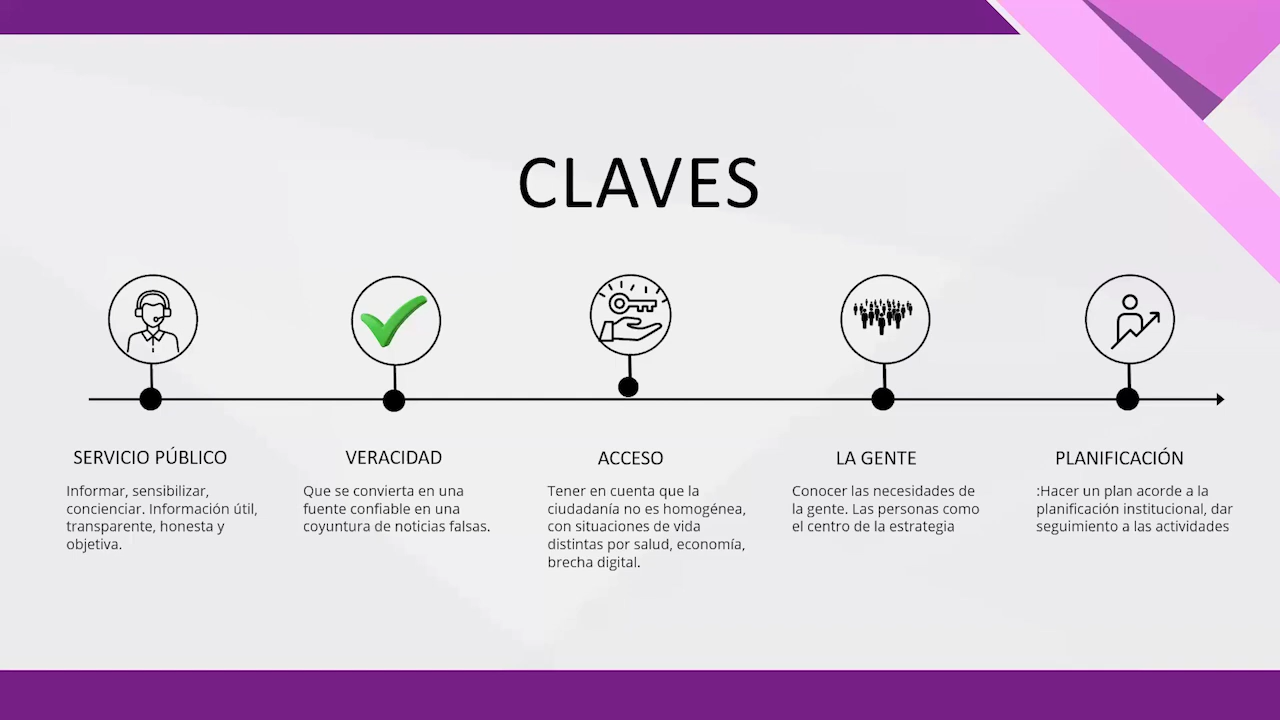 CLAVES
SERVICIO PÚBLICO
Informar, sensibilizar,
concienciar. Información útil,
transparente, honesta y
objetiva.
VERACIDAD
Que se convierta en una
fuente confiable en una
coyuntura de noticias falsas.
ACCESO
Tener en cuenta que la
ciudadanía no es homogénea,
con situaciones de vida
distintas por salud, economía,
brecha digital.
LA GENTE
Conocer las necesidades de
la gente. Las personas como
el centro de la estrategia
PLANIFICACIÓN
:Hacer un plan acorde a la
planificación institucional, dar
seguimiento a las actividades